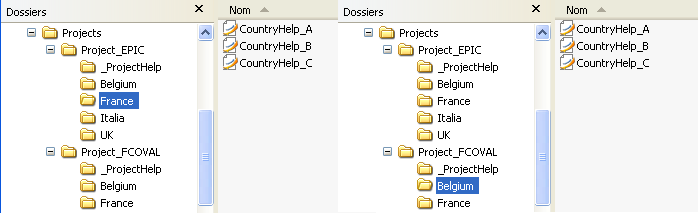 Dossiers
Projects
Project_EPIC
_ProjectHelp
Belgium
France
Italia
UK
Project_FCOVAL
_ProjectHelp
Belgium
France
Nom
CountryHelp_A
CountryHelp_B
CountryHelp_C
Dossiers
Projects
Project_EPIC
_ProjectHelp
Belgium
France
Italia
UK
Project_FCOVAL
_ProjectHelp
Belgium
France
Nom
CountryHelp_A
CountryHelp_B
CountryHelp_C